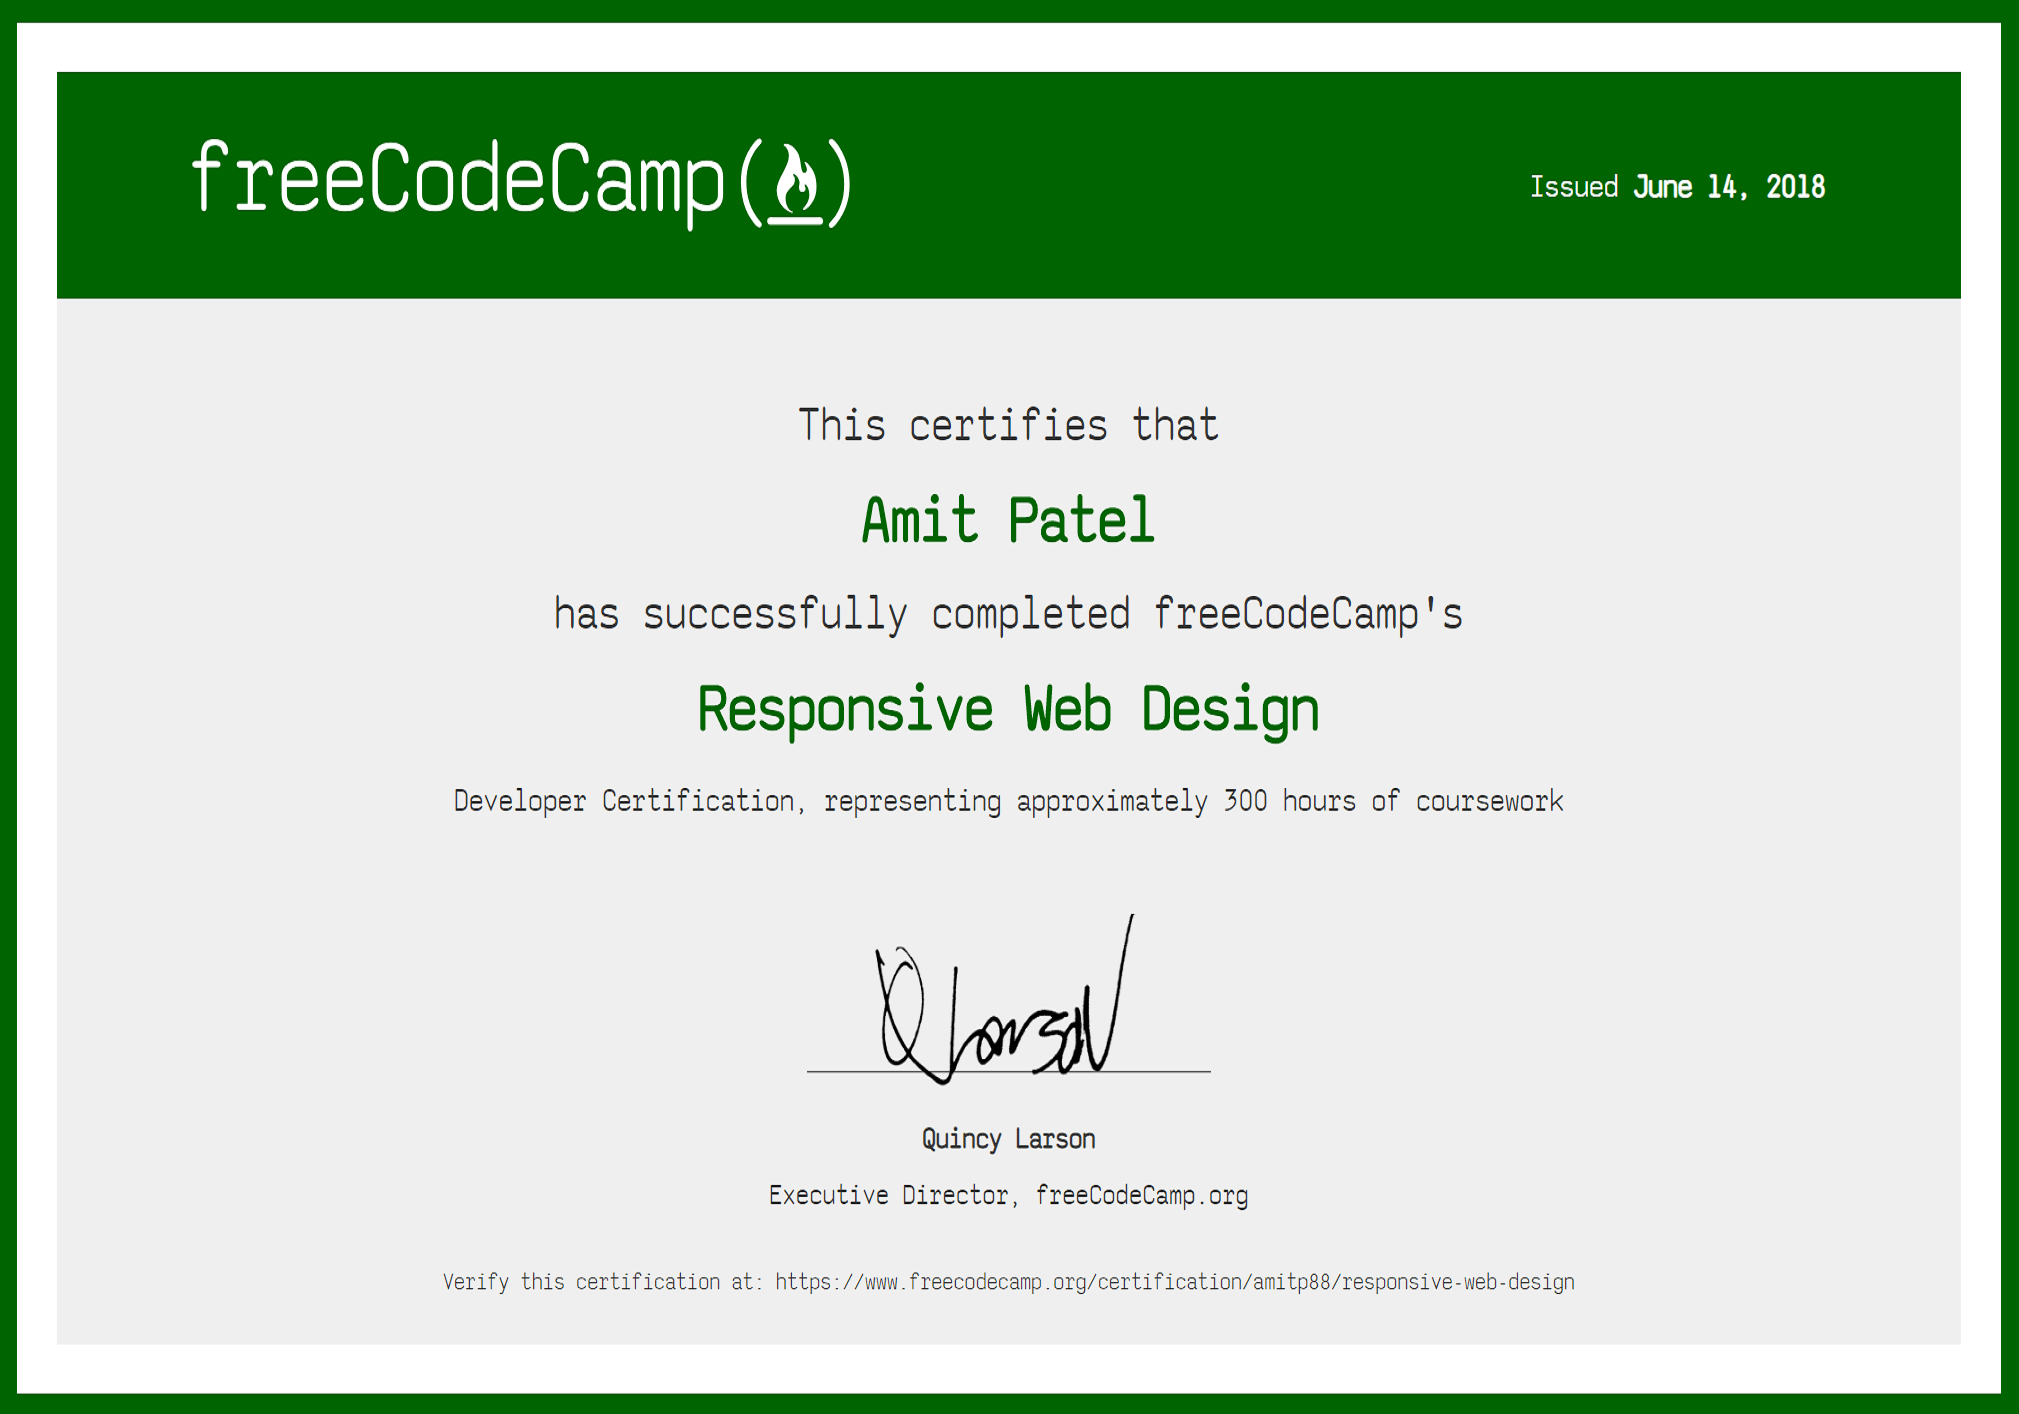 freeCodeCamp(🔥)
Issued June 14, 2018
This certifies that
Amit Patel
has successfully completed freeCodeCamp's
Responsive Web Design
Developer Certification, representing approximately 300 hours of coursework
Q Larson
Quincy Larson
Executive Director, freeCodeCamp.org
Verify this certification at: https://www.freecodecamp.org/certification/amitp88/responsive-web-design